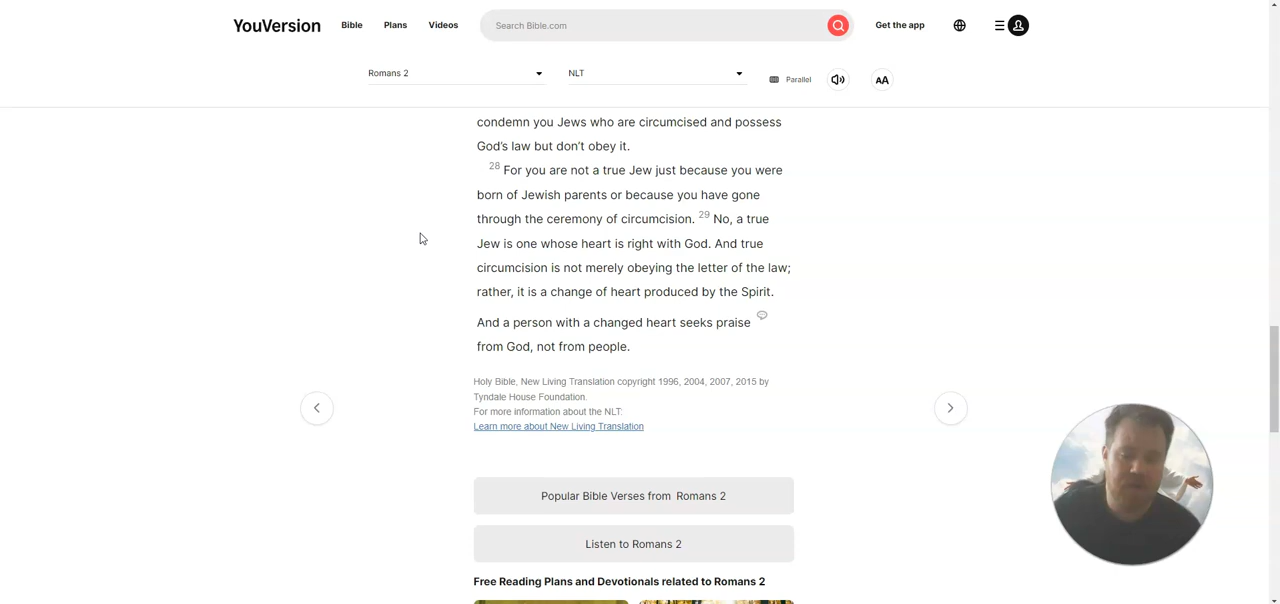 YouVersion Bible Plans Videos Search Bible.com Get the app
Romans 2 NLT Parallel AA
condemn you Jews who are circumcised and possess
God's law but don't obey it.
28 For you are not a true Jew just because you were
born of Jewish parents or because you have gone
through the ceremony of circumcision. 29 No, a true
Jew is one whose heart is right with God. And true
circumcision is not merely obeying the letter of the law;
rather, it is a change of heart produced by the Spirit.
And a person with a changed heart seeks praise
from God, not from people.
Holy Bible, New Living Translation copyright 1996, 2004, 2007, 2015 by
Tyndale House Foundation.
For more information about the NLT:
Learn more about New Living Translation
Popular Bible Verses from Romans 2
Listen to Romans 2
Free Reading Plans and Devotionals related to Romans 2